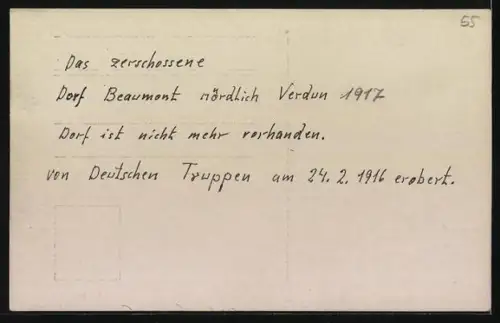 55
Das zerschossene
Dorf Beaumont nördlich Verdun 1917
Dorf ist nicht mehr vorhanden.
von Deutschen Truppen am 24. 2. 1916 erobert.